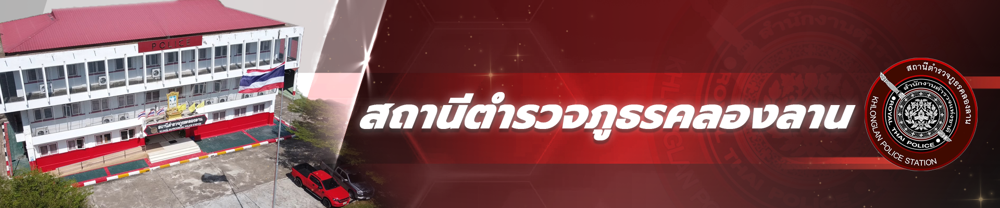 POLICE
สถานีตำรวจภูธรคลองลาน
KLONGLAN PROVINCIAL POLICE STATION
สถานีตำรวจภูธรคลองลาน
สถานีตำรวจภูธรคลองลาน
สำนักงานตำรวจแห่งชาติ
ROYAL THAI POLICE
KHLONGLAN POLICE STATION